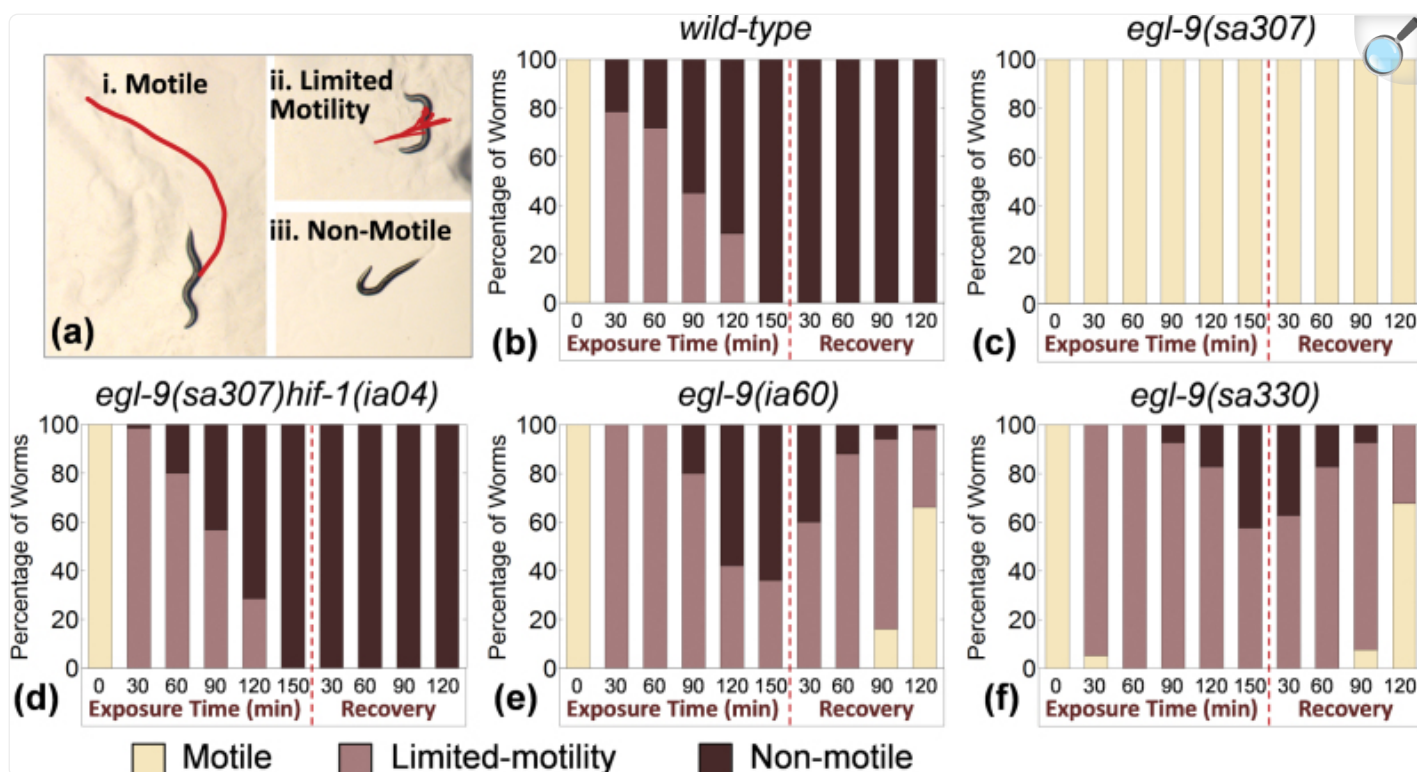 wild-type
egl-9(sa307)
i. Motile
ii. Limited
Motility
iii. Non-Motile
(a)
Percentage of Worms
100
80
60
40
20
0
0 30 60 90 120 150 30 60 90 120
Exposure Time (min) Recovery
(b)
Percentage of Worms
100
80
60
40
20
0
0 30 60 90 120 150 30 60 90 120
Exposure Time (min) Recovery
(c)
egl-9(sa307)hif-1(ia04)
egl-9(ia60)
egl-9(sa330)
Percentage of Worms
100
80
60
40
20
0
0 30 60 90 120 150 30 60 90 120
Exposure Time (min) Recovery
(d)
Percentage of Worms
100
80
60
40
20
0
0 30 60 90 120 150 30 60 90 120
Exposure Time (min) Recovery
(e)
Percentage of Worms
100
80
60
40
20
0
0 30 60 90 120 150 30 60 90 120
Exposure Time (min) Recovery
(f)
Motile Limited-motility Non-motile